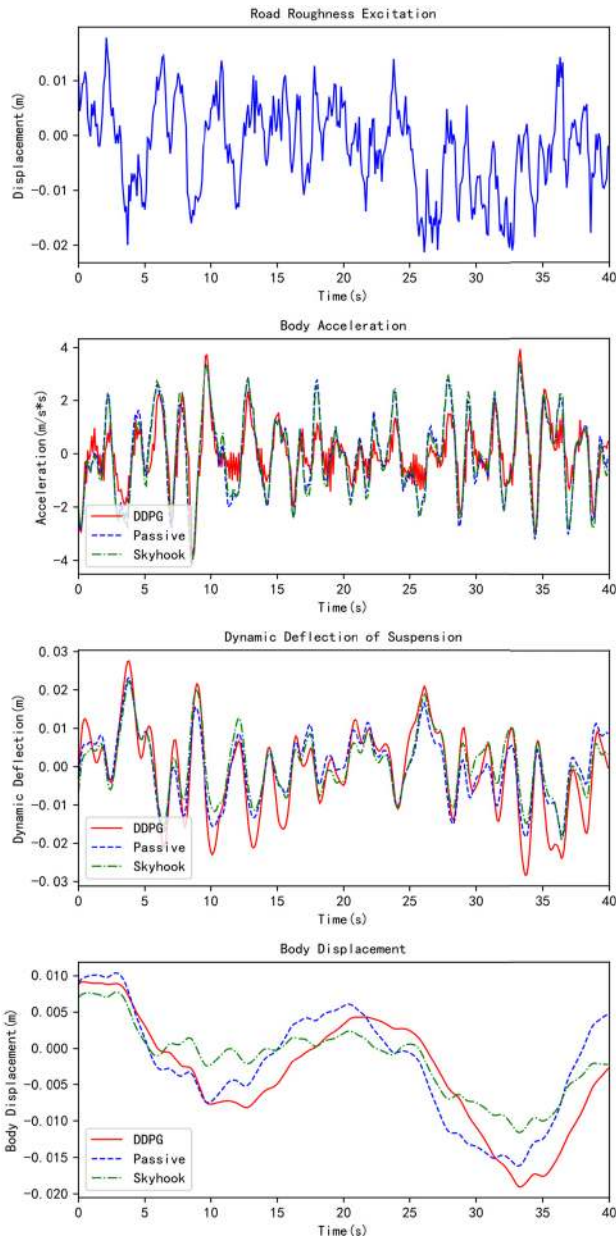 Road Roughness Excitation
Displacement(m)
0.01
0.00
-0.01
-0.02
0 5 10 15 20 25 30 35 40
Time(s)
Body Acceleration
Acceleration(m/s*s)
4
2
0
-2
-4
DDPG
Passive
Skyhook
0 5 10 15 20 25 30 35 40
Time(s)
Dynamic Deflection of Suspension
Dynamic Deflection(m)
0.03
0.02
0.01
0.00
-0.01
-0.02
-0.03
DDPG
Passive
Skyhook
0 5 10 15 20 25 30 35 40
Time(s)
Body Displacement
Body Displacement(m)
0.010
0.005
0.000
-0.005
-0.010
-0.015
-0.020
DDPG
Passive
Skyhook
0 5 10 15 20 25 30 35 40
Time(s)